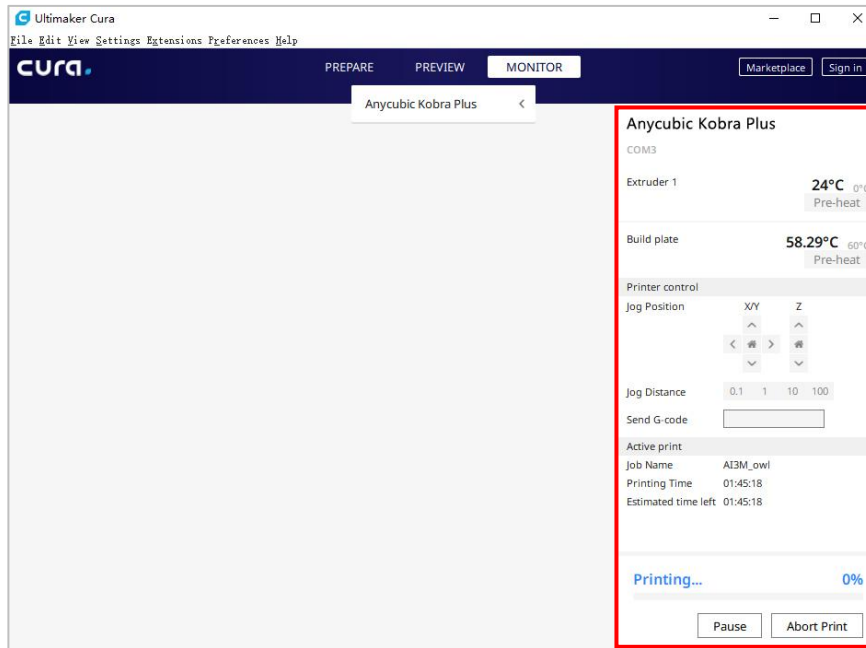 Ultimaker Cura
File Edit View Settings Extensions Preferences Help
cura. PREPARE PREVIEW MONITOR Marketplace Sign in
Anycubic Kobra Plus
Anycubic Kobra Plus
COM3
Extruder 1 24°C 0°C
Pre-heat
Build plate 58.29°C 60°C
Pre-heat
Printer control
Jog Position X/Y Z
Jog Distance 0.1 1 10 100
Send G-code
Active print
Job Name AI3M_owl
Printing Time 01:45:18
Estimated time left 01:45:18
Printing... 0%
Pause Abort Print